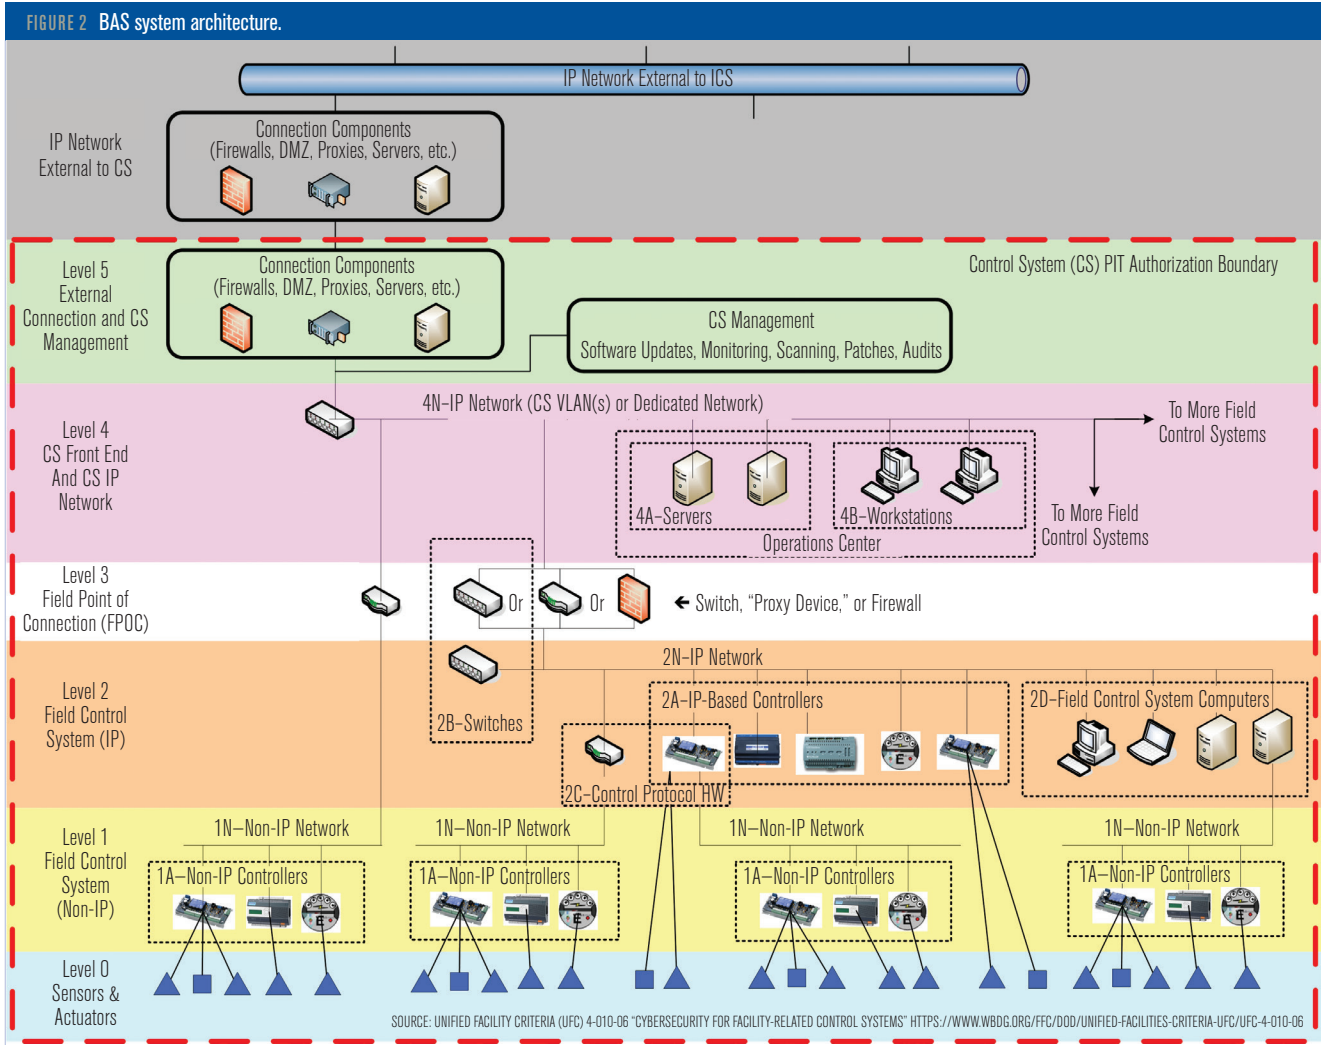 FIGURE 2 BAS system architecture.
IP Network External to ICS
IP Network
External to CS
Connection Components
(Firewalls, DMZ, Proxies, Servers, etc.)
Level 5
External
Connection and CS
Management
Connection Components
(Firewalls, DMZ, Proxies, Servers, etc.)
Control System (CS) PIT Authorization Boundary
CS Management
Software Updates, Monitoring, Scanning, Patches, Audits
Level 4
CS Front End
And CS IP
Network
4N–IP Network (CS VLAN(s) or Dedicated Network)
To More Field
Control Systems
4A–Servers
4B–Workstations
Operations Center
To More Field
Control Systems
Level 3
Field Point of
Connection (FPOC)
Or
Or
← Switch, “Proxy Device,” or Firewall
Level 2
Field Control
System (IP)
2N–IP Network
2B–Switches
2A–IP-Based Controllers
2D–Field Control System Computers
E
2C–Control Protocol HW
Level 1
Field Control
System
(Non-IP)
1N–Non-IP Network
1N–Non-IP Network
1N–Non-IP Network
1N–Non-IP Network
1A–Non-IP Controllers
1A–Non-IP Controllers
1A–Non-IP Controllers
1A–Non-IP Controllers
E
E
E
E
Level 0
Sensors &
Actuators
SOURCE: UNIFIED FACILITY CRITERIA (UFC) 4-010-06 “CYBERSECURITY FOR FACILITY-RELATED CONTROL SYSTEMS” HTTPS://WWW.WBDG.ORG/FFC/DOD/UNIFIED-FACILITIES-CRITERIA-UFC/UFC-4-010-06